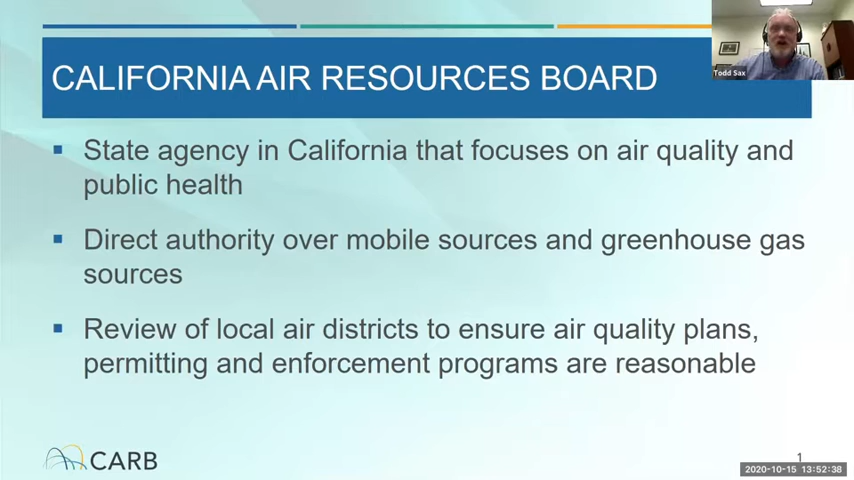 CALIFORNIA AIR RESOURCES BOARD
Todd Sax
▪ State agency in California that focuses on air quality and
public health
▪ Direct authority over mobile sources and greenhouse gas
sources
▪ Review of local air districts to ensure air quality plans,
permitting and enforcement programs are reasonable
CARB
1
2020-10-15 13:52:38